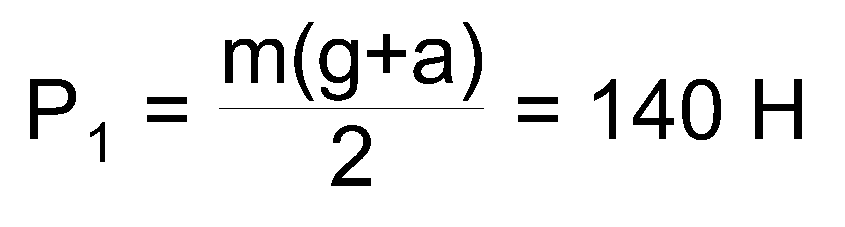 P₁ = m(g+a)/2 = 140 Н